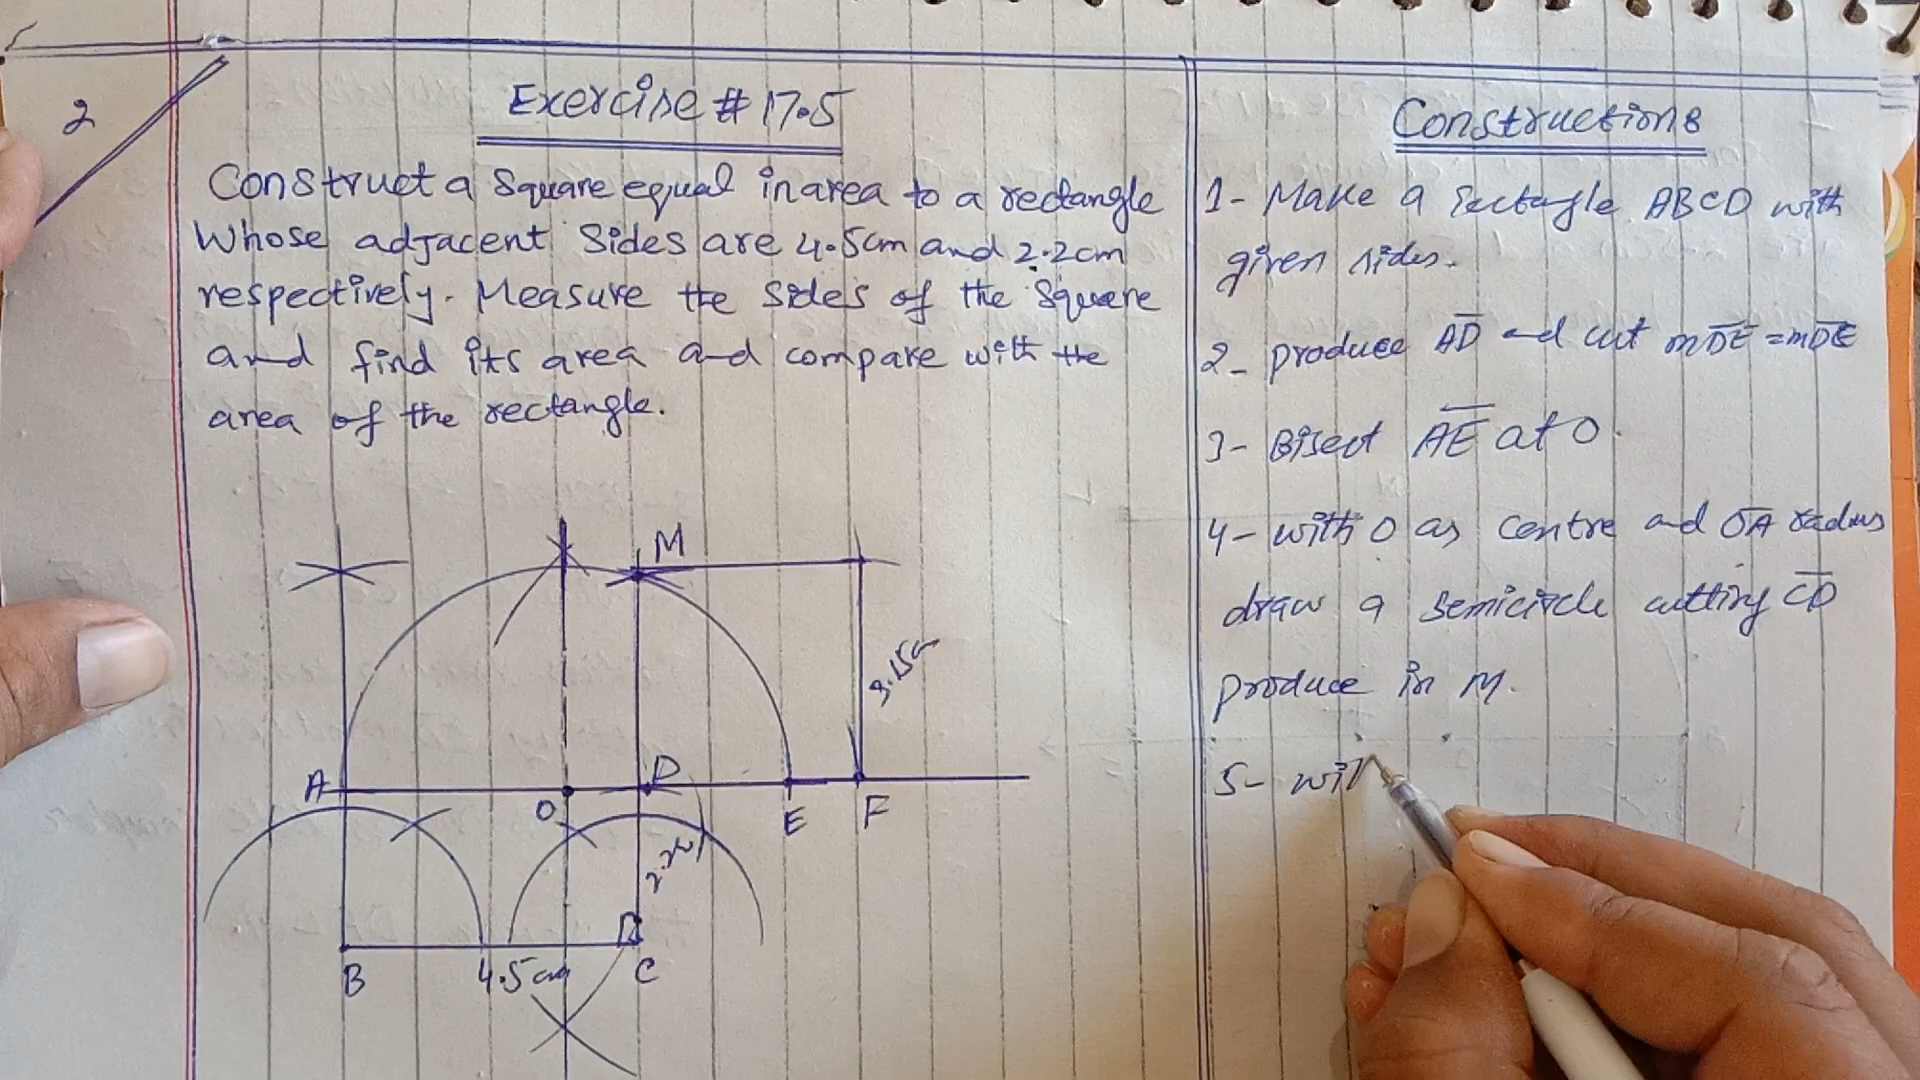 2
Exercise # 17.5
Construct a square equal in area to a rectangle
Whose adjacent sides are 4.5cm and 2.2cm
respectively. Measure the sides of the square
and find its area and compare with the
area of the rectangle.
M
3.15c
A
D
O
E
F
B
4.5cm
C
Constructions
1- Make a rectangle ABCD with
given sides.
2- produce AD and cut mDE = mDE
3- Bisect AE at O.
4- with O as centre and OA radius
draw a semicircle cutting CD
produce in M.
5- wit